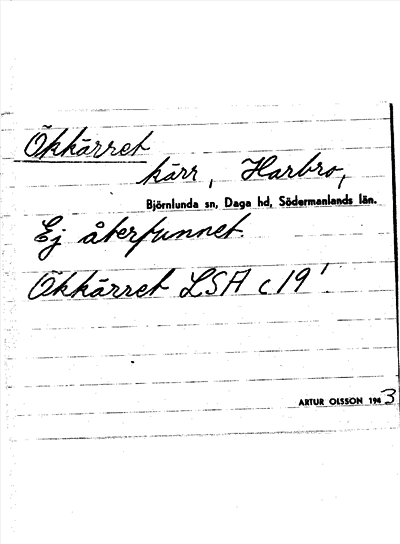 Ökkärret
kärr, Harbro,
Björnlunda sn, Daga hd, Södermanlands län.
Ej återfunnet.
Ökkärret LSA c 19'
ARTUR OLSSON 1943